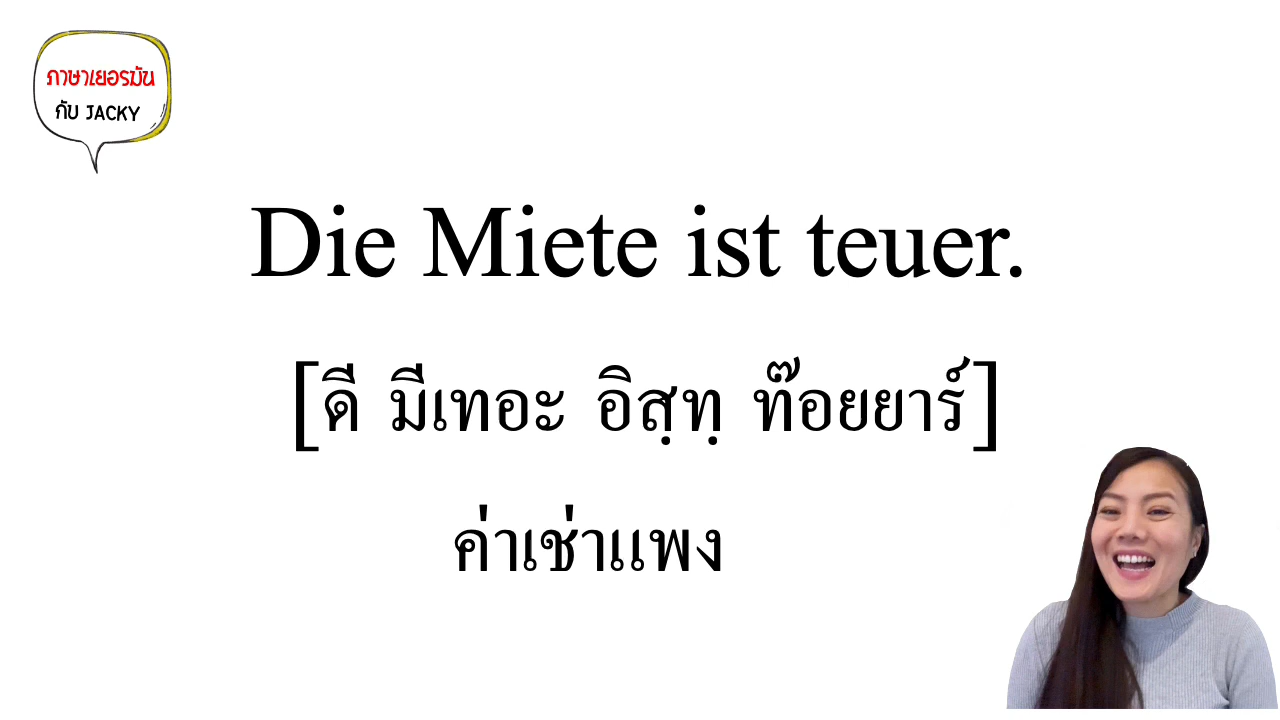 ภาษาเยอรมัน
กับ JACKY
Die Miete ist teuer.
[ดี มีเทอะ อิสฺทฺ ท๊อยยาร์]
ค่าเช่าแพง